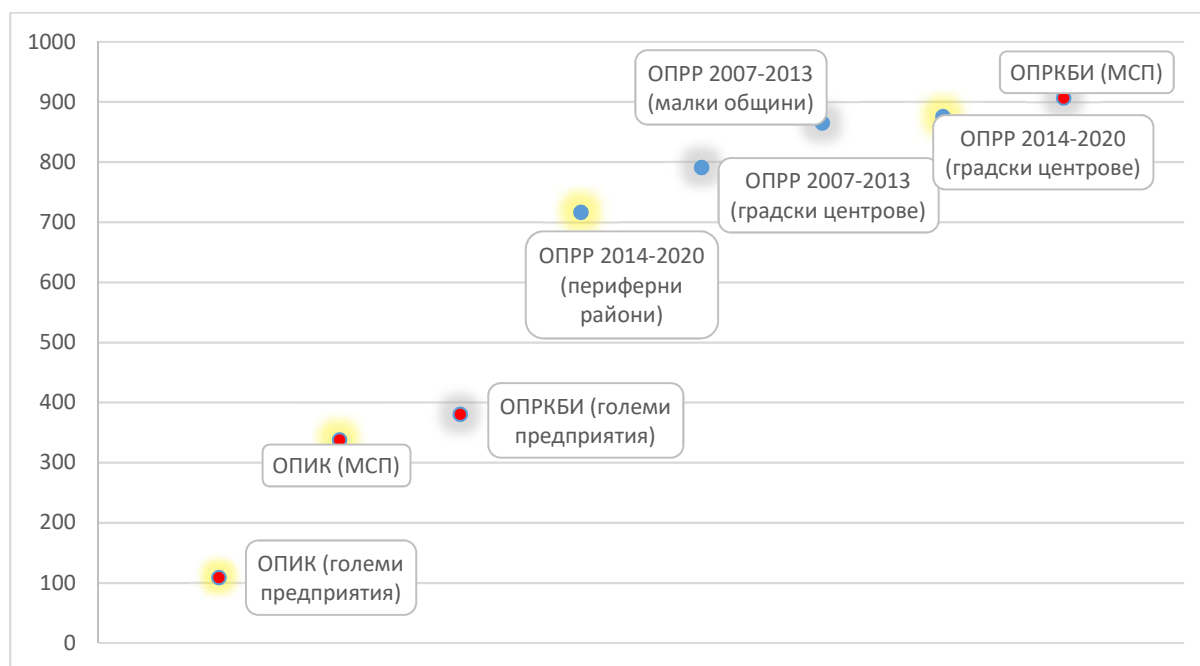 1000
900
800
700
600
500
400
300
200
100
0
ОПРР 2007-2013
(малки общини)
ОПРКБИ (МСП)
ОПРР 2014-2020
(градски центрове)
ОПРР 2007-2013
(градски центрове)
ОПРР 2014-2020
(периферни
райони)
ОПРКБИ (големи
предприятия)
ОПИК (МСП)
ОПИК (големи
предприятия)